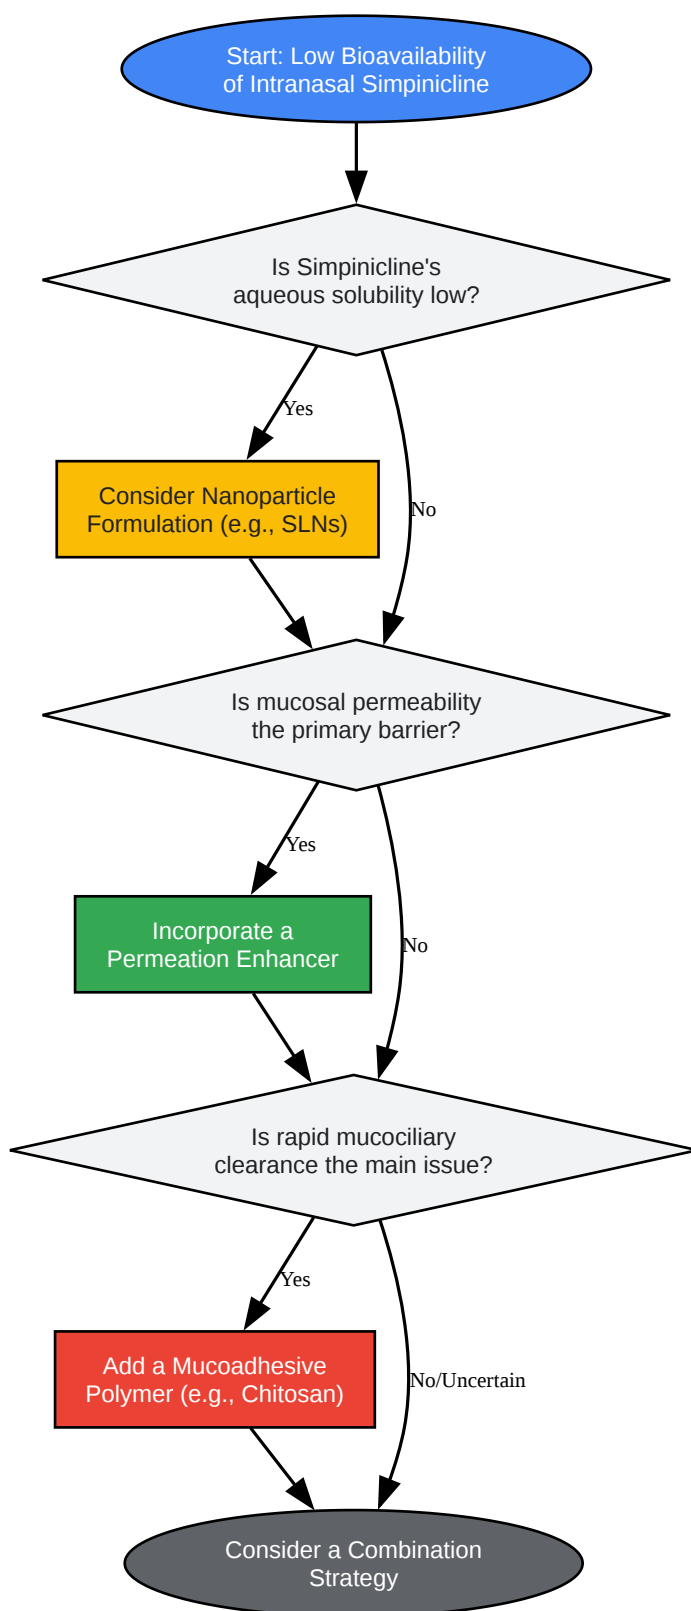 Start: Low Bioavailability
of Intranasal Simpinicline
Is Simpinicline's
aqueous solubility low?
Yes
Consider Nanoparticle
Formulation (e.g., SLNs)
No
Is mucosal permeability
the primary barrier?
Yes
Incorporate a
Permeation Enhancer
No
Is rapid mucociliary
clearance the main issue?
Yes
Add a Mucoadhesive
Polymer (e.g., Chitosan)
No/Uncertain
Consider a Combination
Strategy